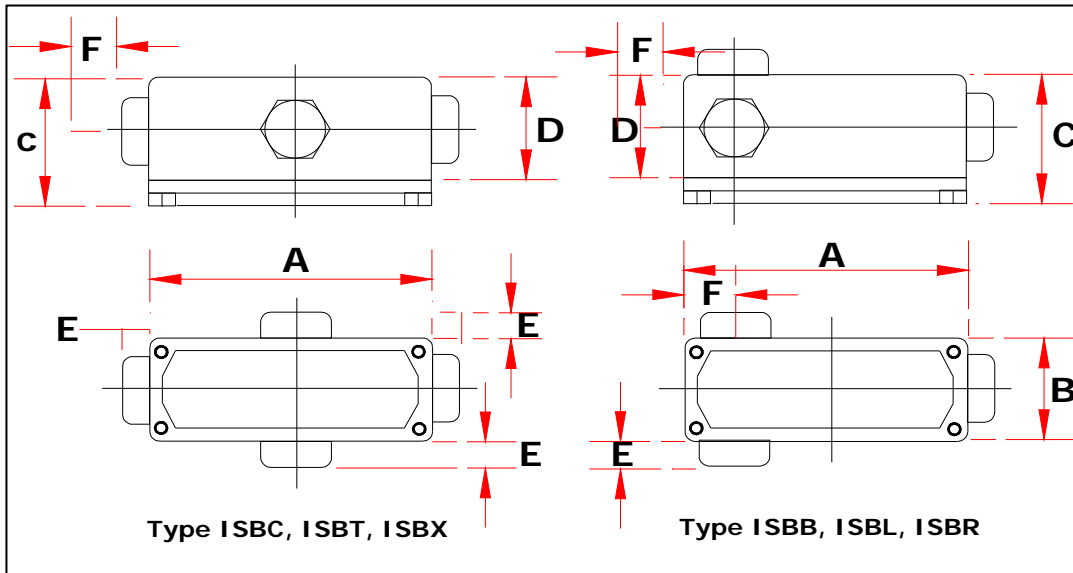 F
C
D
F
D
C
A
E
E
E
A
F
B
E
Type ISBC, ISBT, ISBX
Type ISBB, ISBL, ISBR